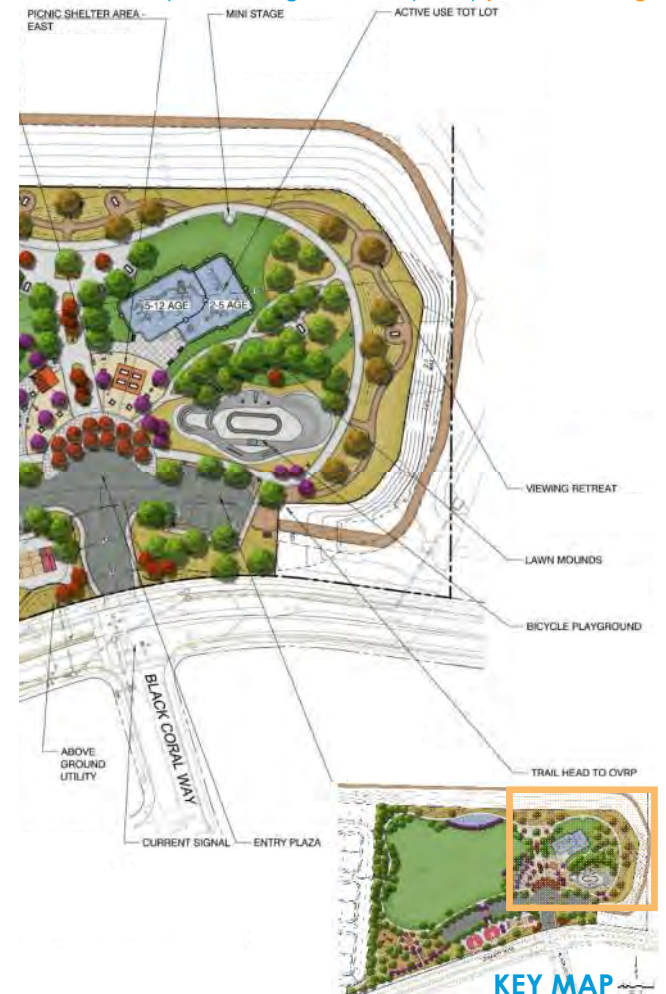 PICNIC SHELTER AREA -
EAST
MINI STAGE
ACTIVE USE TOT LOT
5-12 AGE
2-5 AGE
VIEWING RETREAT
LAWN MOUNDS
BICYCLE PLAYGROUND
BLACK CORAL WAY
ABOVE
GROUND
UTILITY
TRAIL HEAD TO OVRP
CURRENT SIGNAL
ENTRY PLAZA
KEY MAP